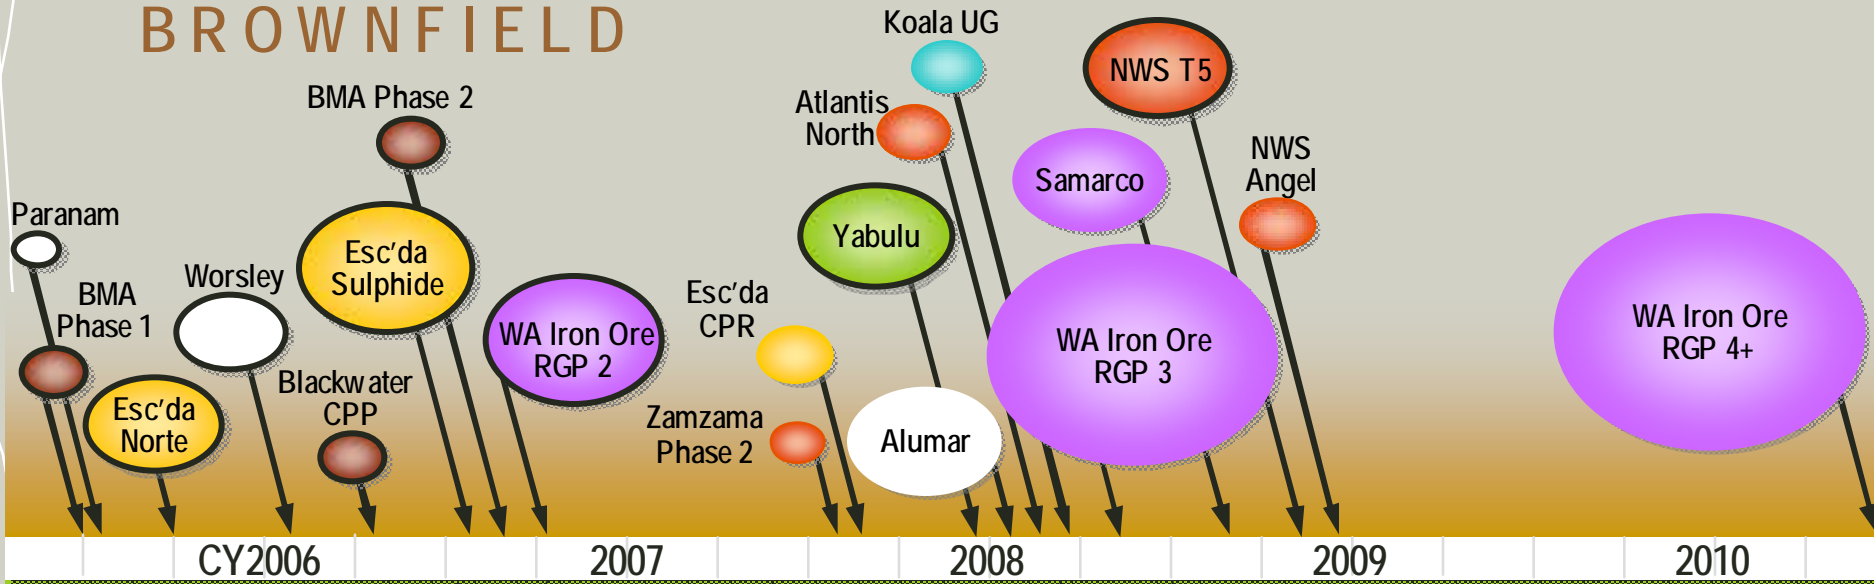 BROWNFIELD
Koala UG
NWS T5
BMA Phase 2
Atlantis
North
NWS
Angel
Samarco
Paranam
Yabulu
Esc'da
Sulphide
Worsley
BMA
Phase 1
Esc'da
CPR
WA Iron Ore
RGP 2
WA Iron Ore
RGP 3
WA Iron Ore
RGP 4+
Blackwater
CPP
Esc'da
Norte
Zamzama
Phase 2
Alumar
CY2006
2007
2008
2009
2010